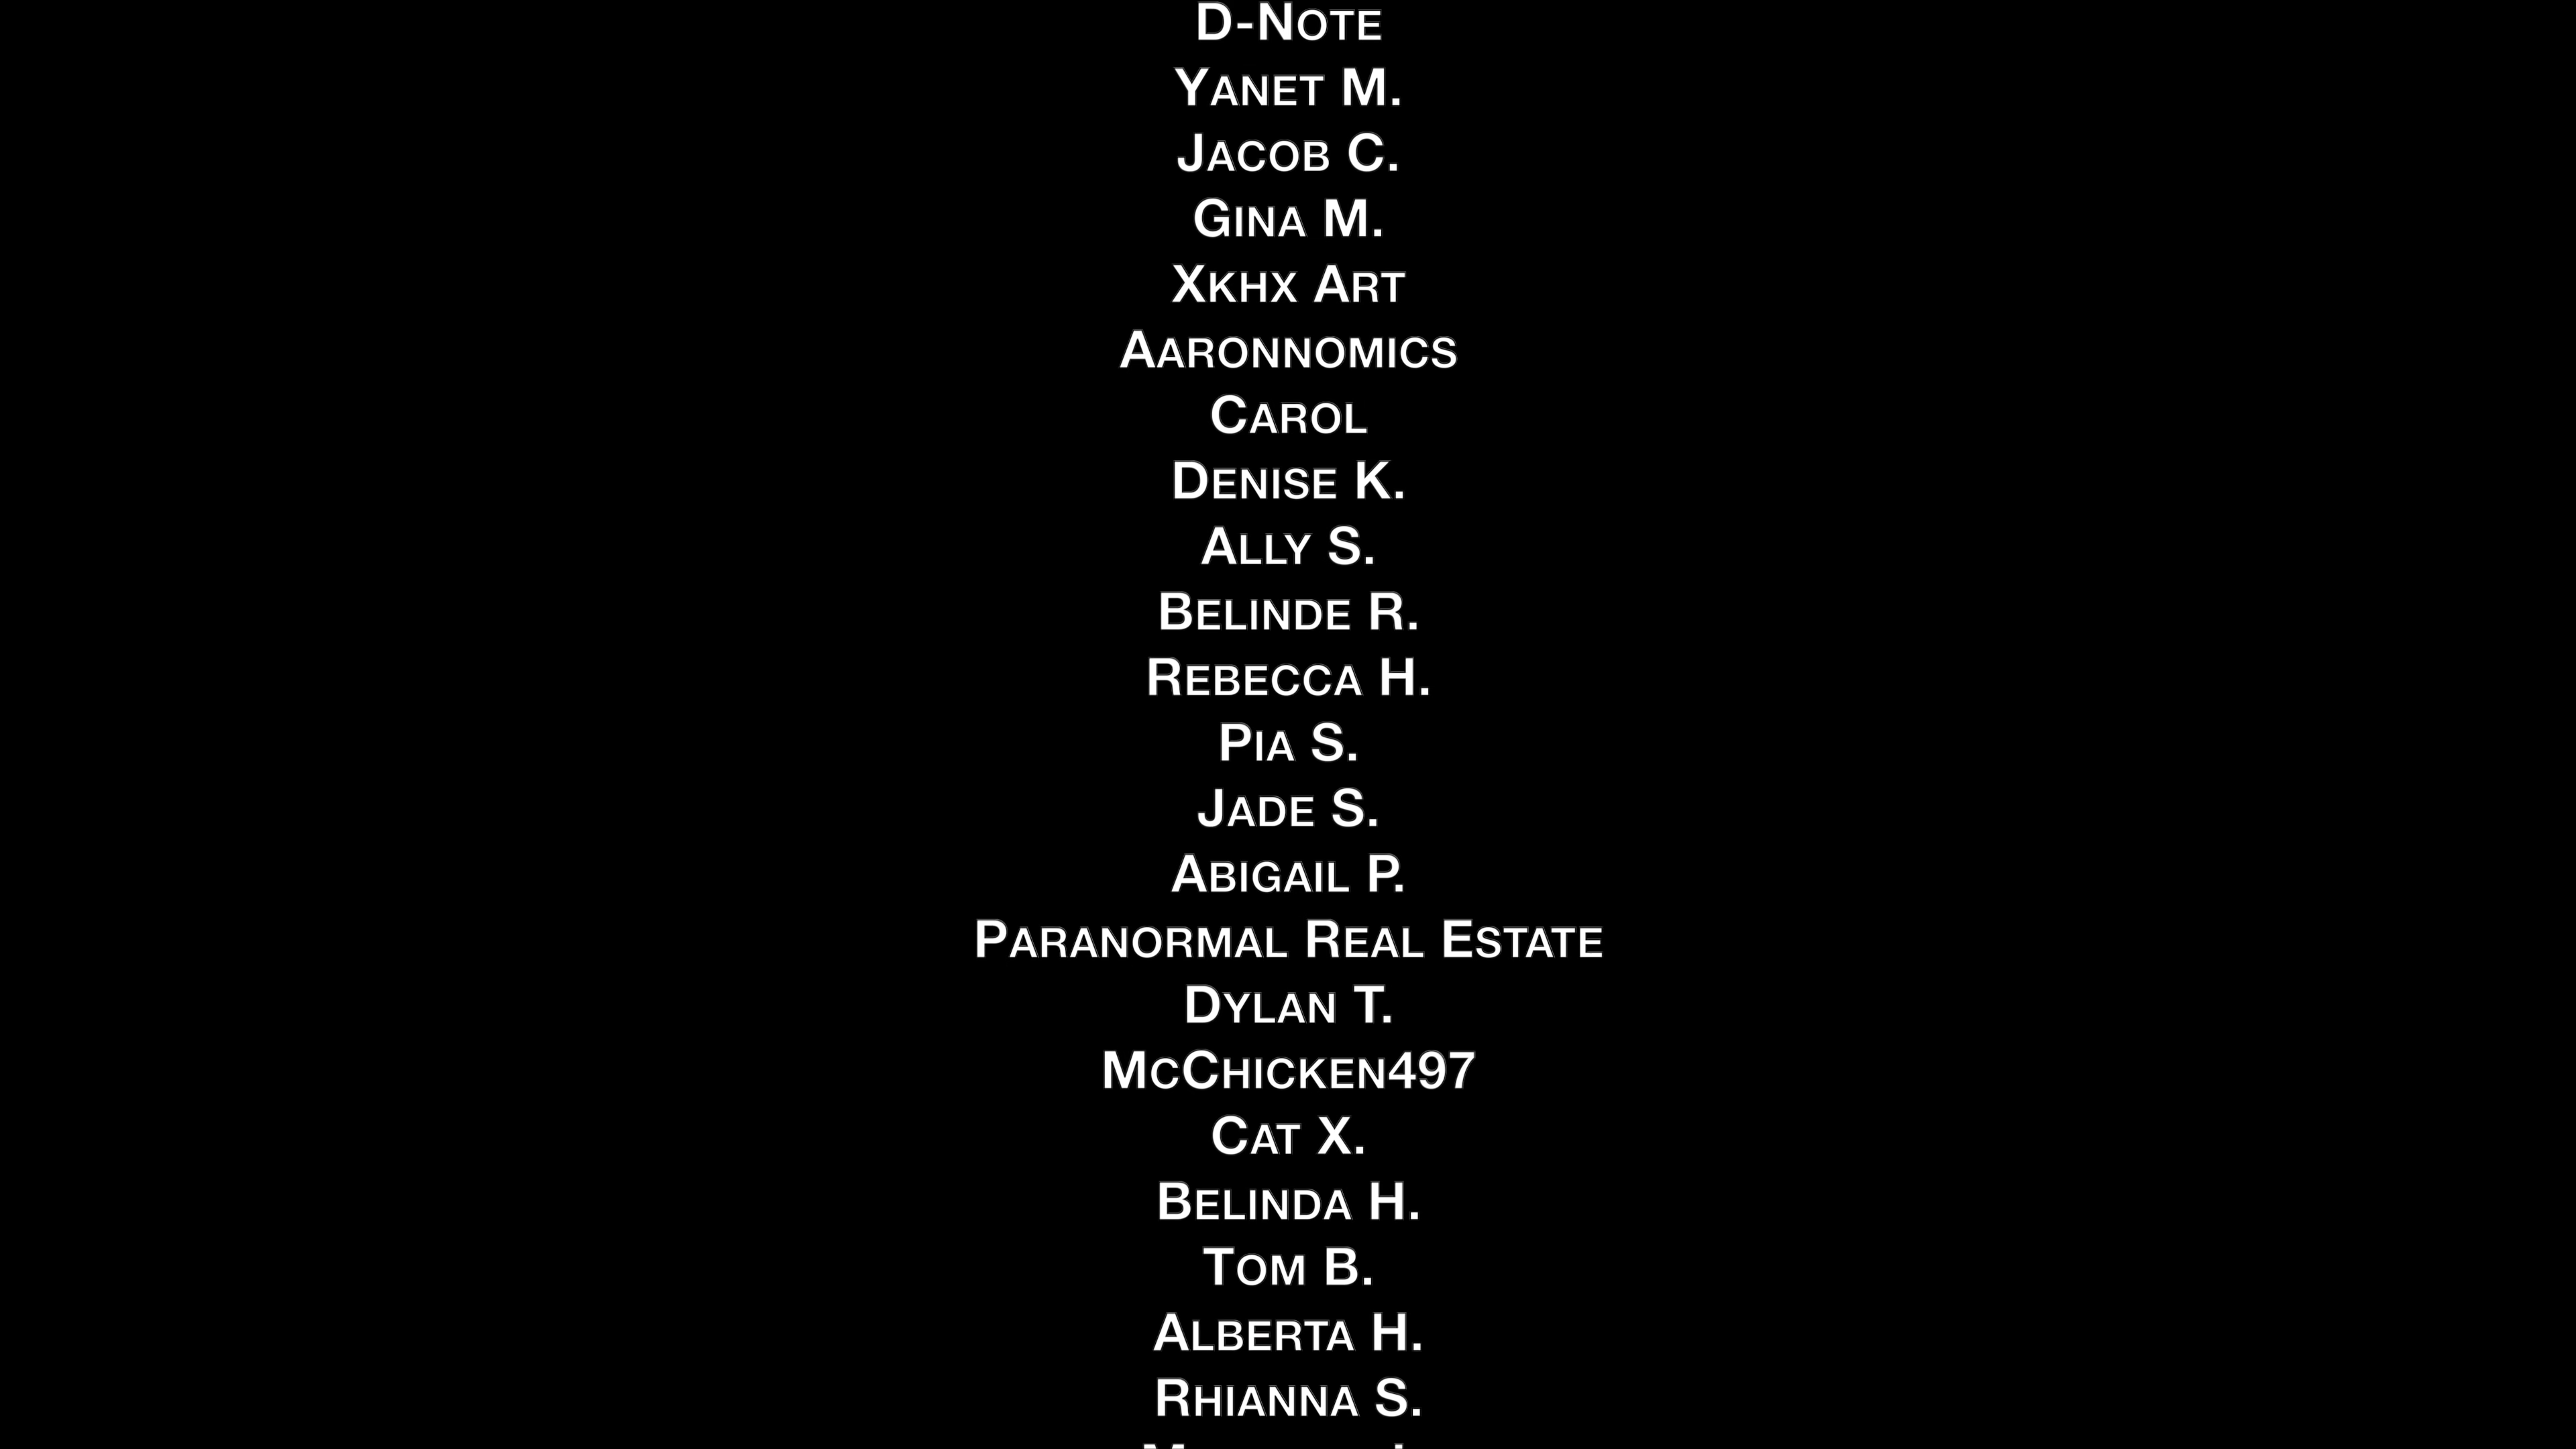 D-Note
Yanet M.
Jacob C.
Gina M.
Xkhx Art
Aaronnomics
Carol
Denise K.
Ally S.
Belinde R.
Rebecca H.
Pia S.
Jade S.
Abigail P.
Paranormal Real Estate
Dylan T.
McChicken497
Cat X.
Belinda H.
Tom B.
Alberta H.
Rhianna S.